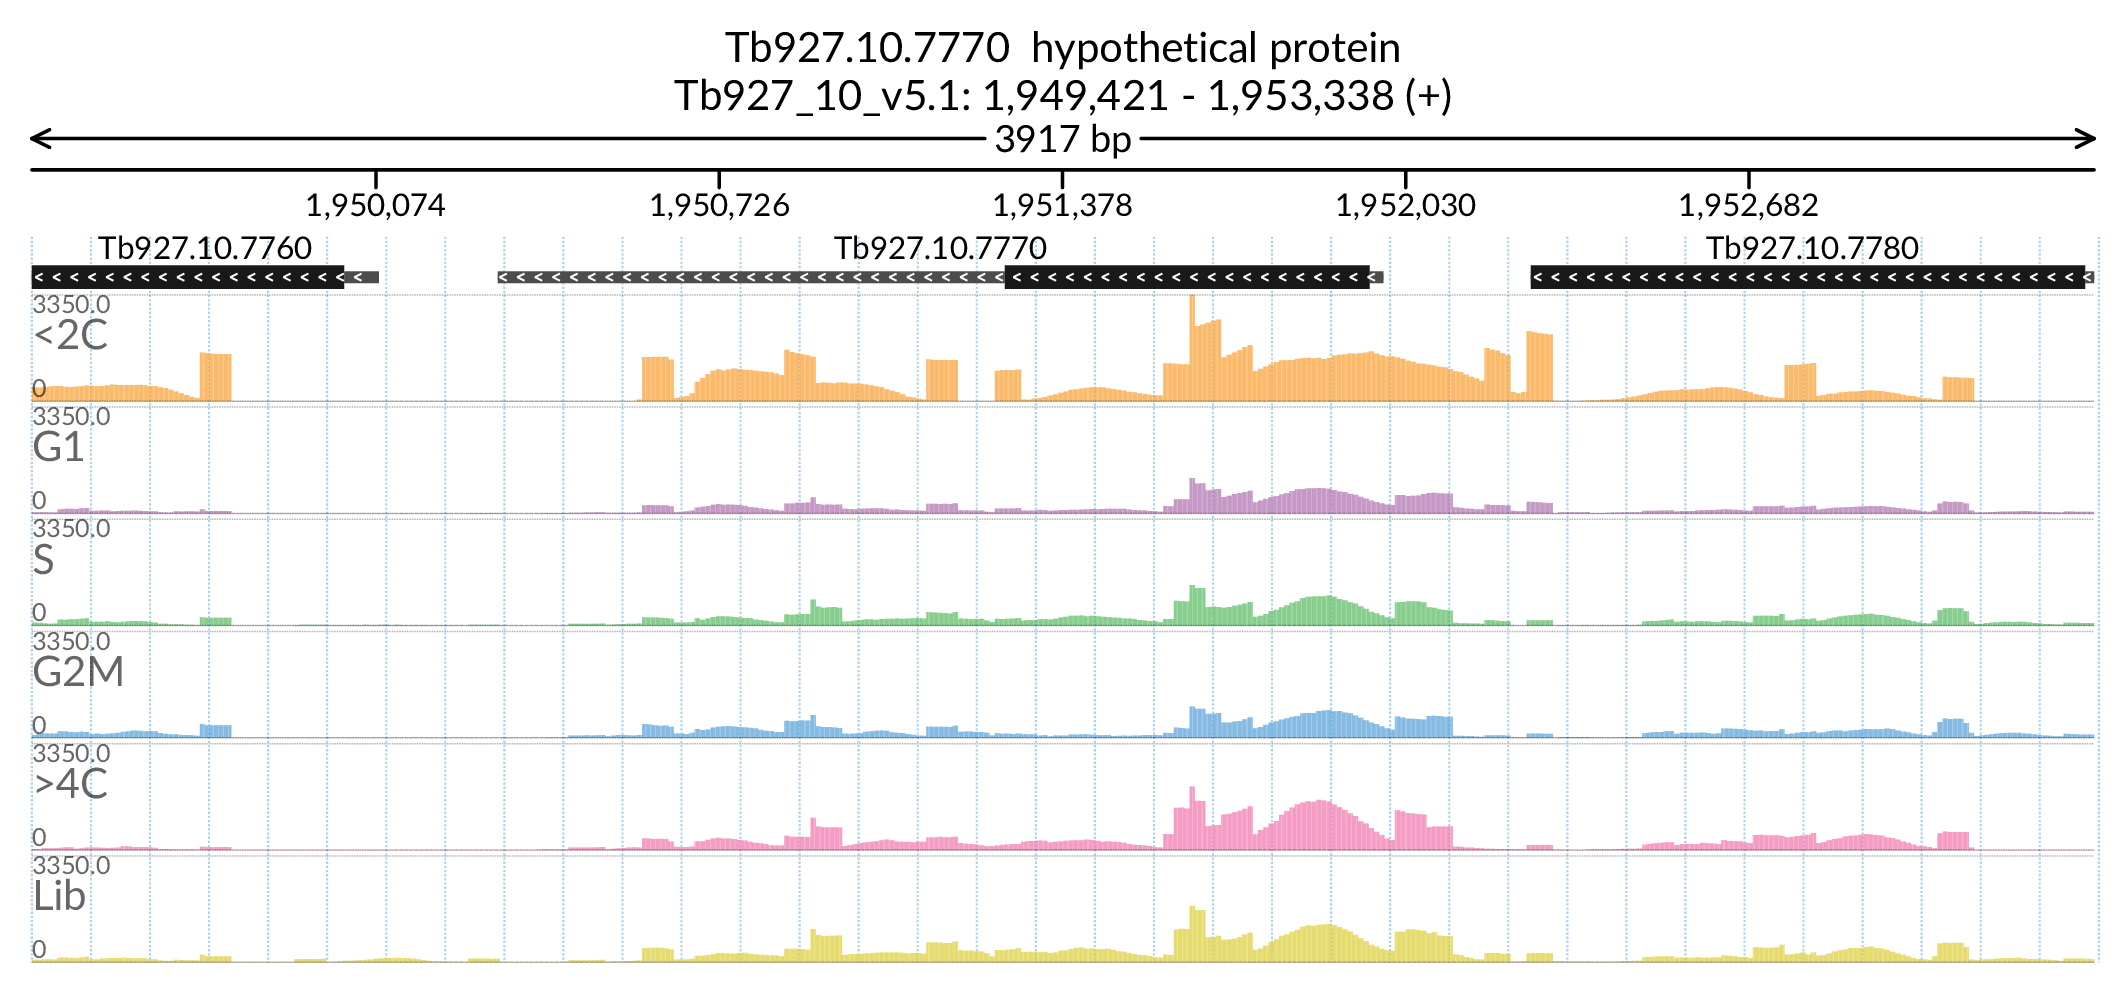 Tb927.10.7770  hypothetical protein
Tb927_10_v5.1: 1,949,421 - 1,953,338 (+)
3917 bp
1,950,074 1,950,726 1,951,378 1,952,030 1,952,682
Tb927.10.7760 Tb927.10.7770 Tb927.10.7780
3350.0
<2C
0
3350.0
G1
0
3350.0
S
0
3350.0
G2M
0
3350.0
>4C
0
3350.0
Lib
0